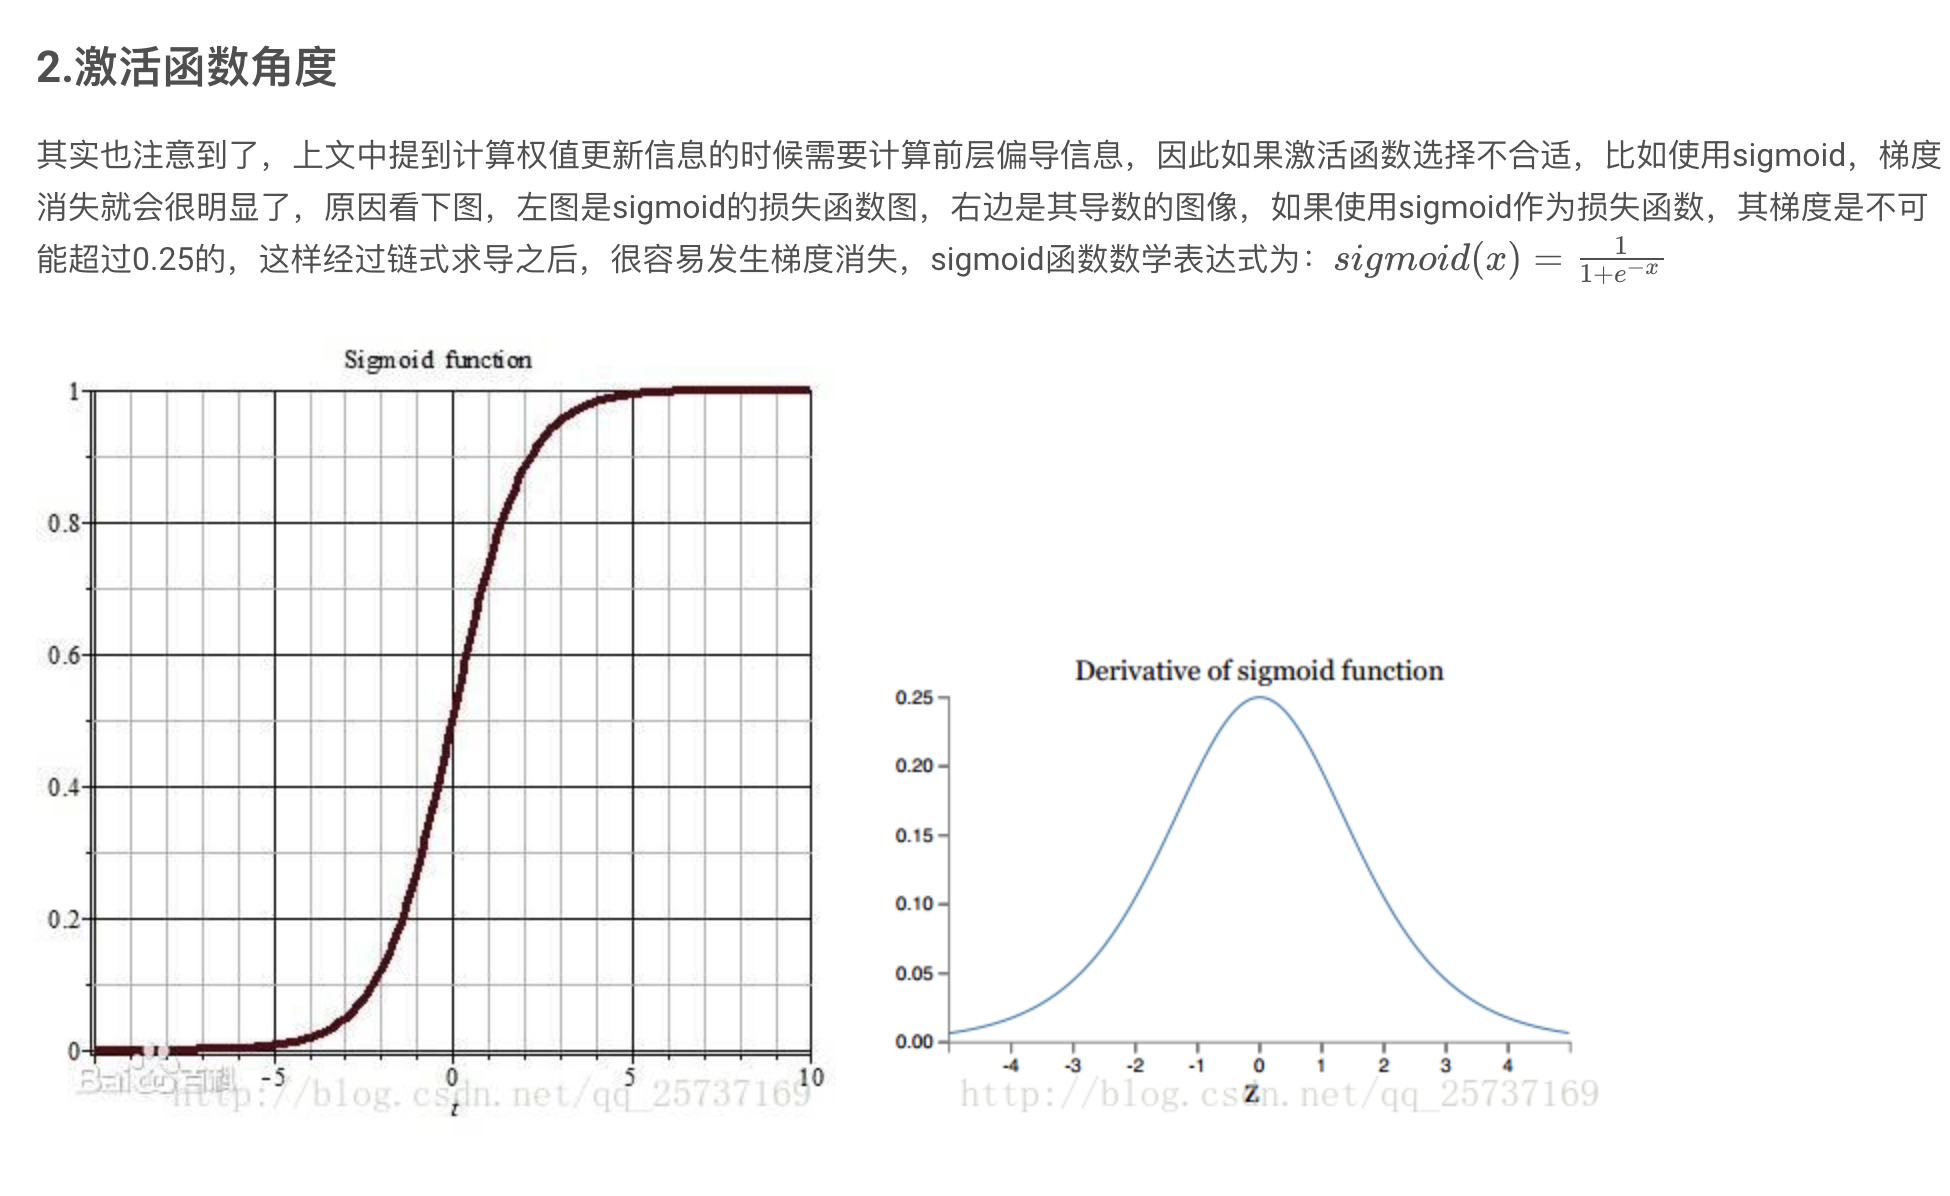 2.激活函数角度
其实也注意到了，上文中提到计算权值更新信息的时候需要计算前层偏导信息，因此如果激活函数选择不合适，比如使用sigmoid，梯度
消失就会很明显了，原因看下图，左图是sigmoid的损失函数图，右边是其导数的图像，如果使用sigmoid作为损失函数，其梯度是不可
能超过0.25的，这样经过链式求导之后，很容易发生梯度消失，sigmoid函数数学表达式为：sigmoid(x) = 1/(1+e^{-x})
Sigmoid function
1
0.8
0.6
0.4
0.2
0
-5 0 5 10
t
Baidu百科
http://blog.csdn.net/qq_25737169
Derivative of sigmoid function
0.25
0.20
0.15
0.10
0.05
0.00
-4 -3 -2 -1 0 1 2 3 4
Z
http://blog.csdn.net/qq_25737169